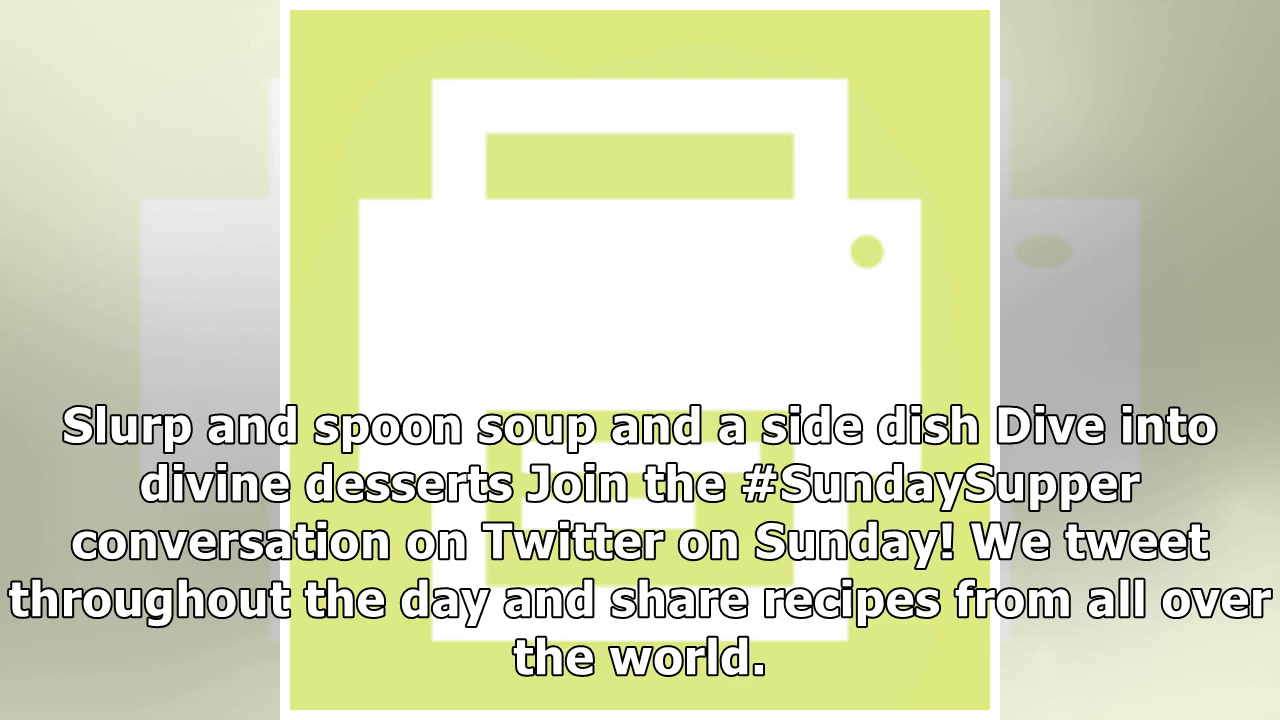 Slurp and spoon soup and a side dish Dive into
divine desserts Join the #SundaySupper
conversation on Twitter on Sunday! We tweet
throughout the day and share recipes from all over
the world.